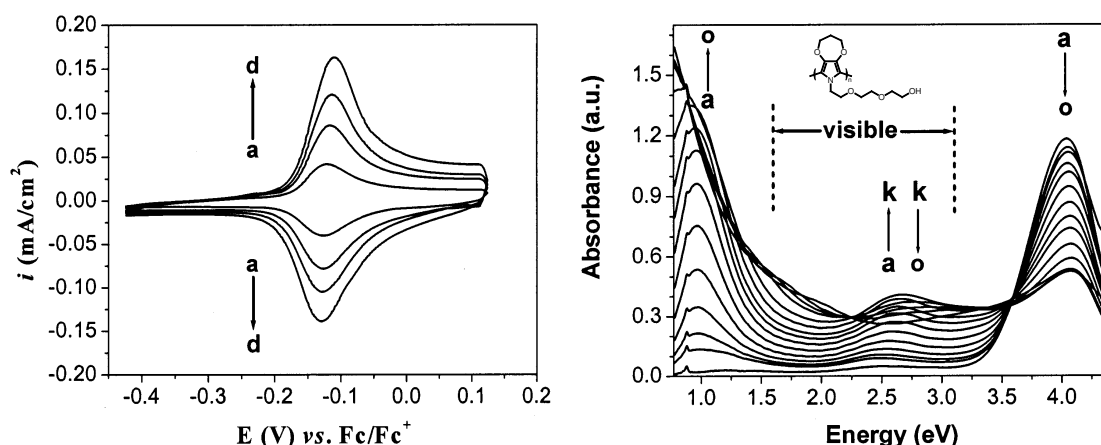 i (mA/cm²)
0.20
0.15
0.10
0.05
0.00
-0.05
-0.10
-0.15
-0.20
d
a
a
d
-0.4
-0.3
-0.2
-0.1
0.0
0.1
0.2
E (V) vs. Fc/Fc⁺
Absorbance (a.u.)
1.5
1.2
0.9
0.6
0.3
0.0
o
a
O
O
N
n
O
O
OH
visible
k
k
a
o
a
o
1.0
1.5
2.0
2.5
3.0
3.5
4.0
Energy (eV)